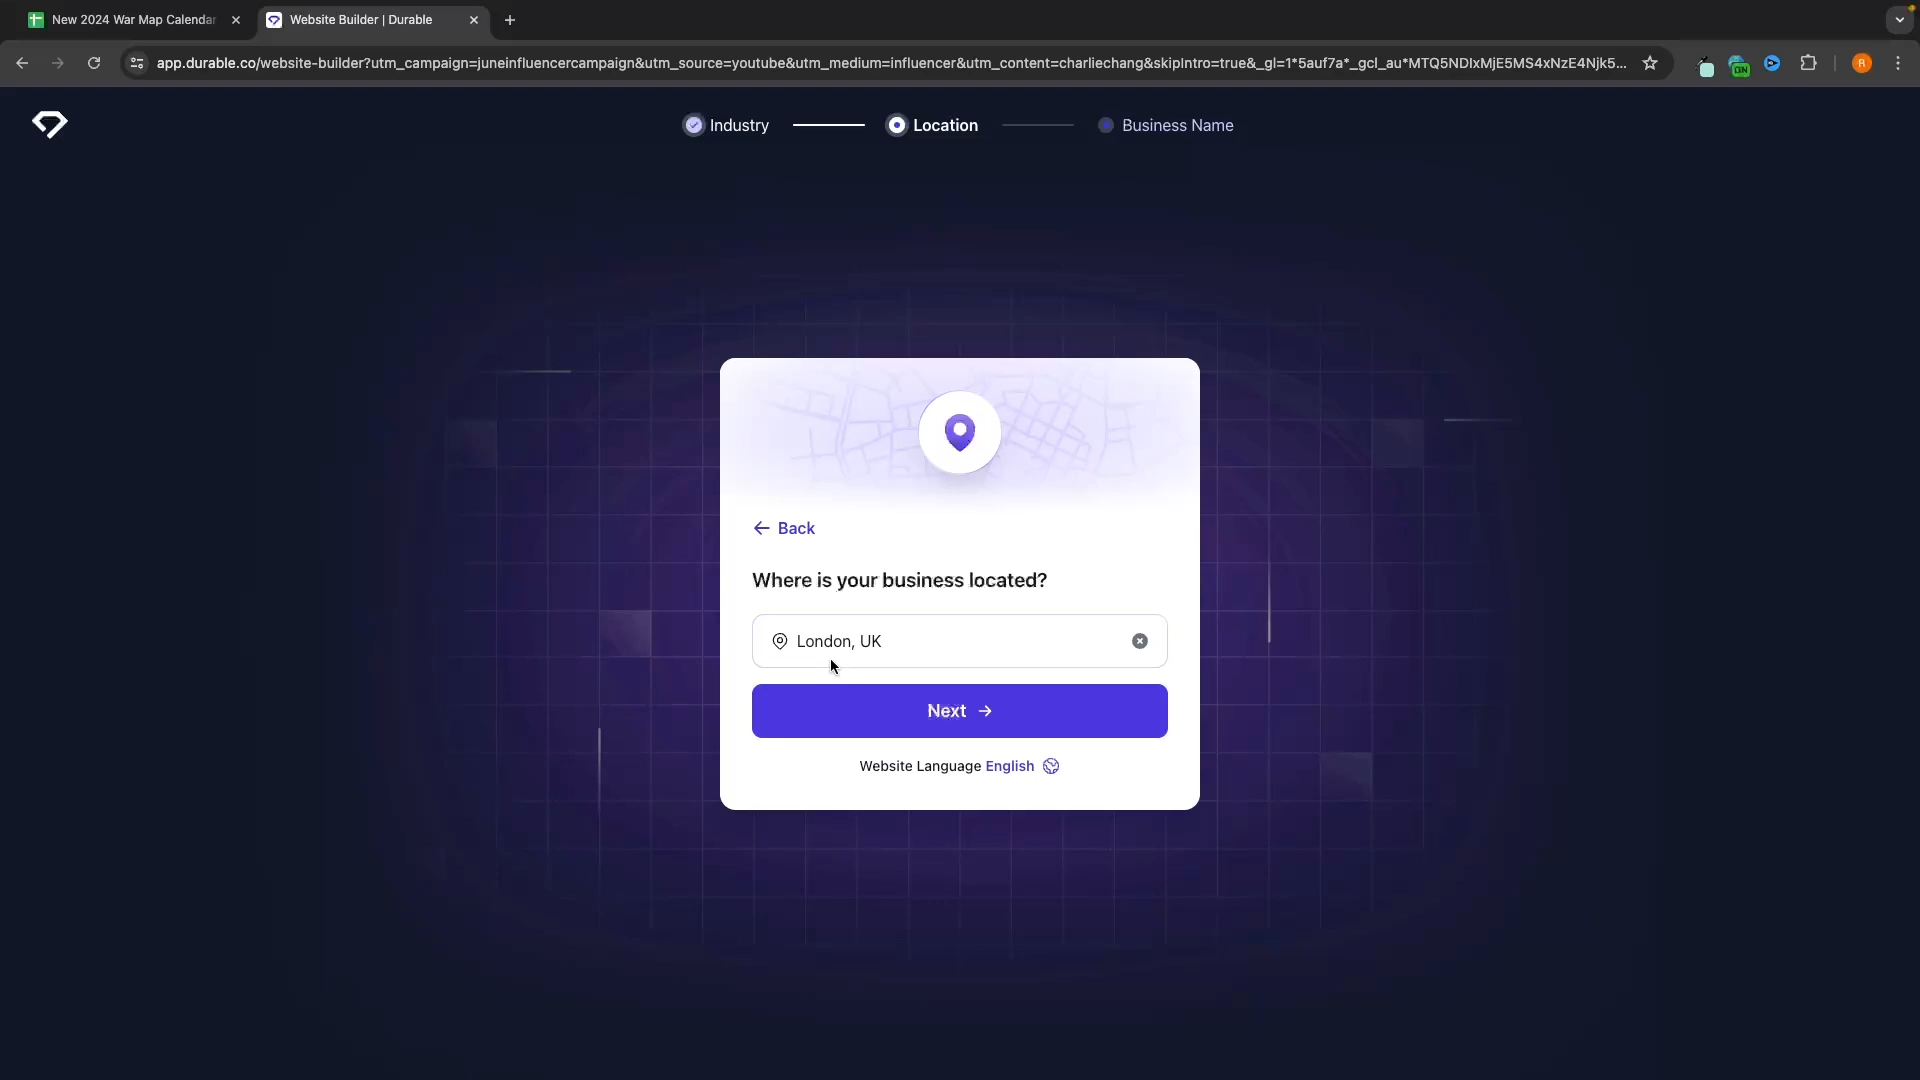 New 2024 War Map Calendar
Website Builder | Durable
app.durable.co/website-builder?utm_campaign=juneinfluencercampaign&utm_source=youtube&utm_medium=influencer&utm_content=charliechang&skipIntro=true&_gl=1*5auf7a*_gcl_au*MTQ5NDIxMjE5MS4xNzE4Njk5...
ON
R
Industry
Location
Business Name
Back
Where is your business located?
London, UK
Next
Website Language English